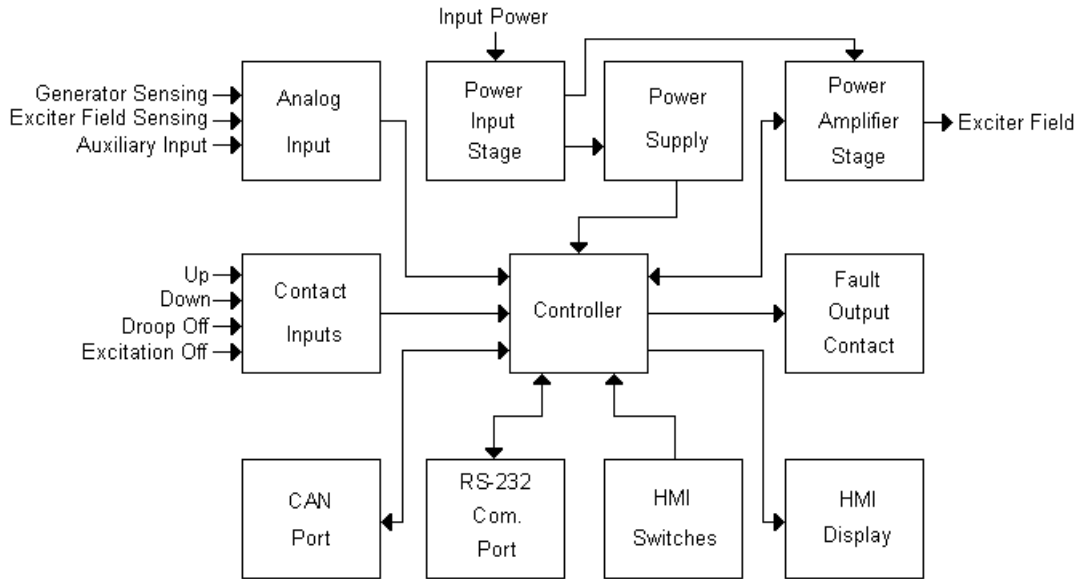 Input Power
Generator Sensing
Exciter Field Sensing
Auxiliary Input
Analog
Input
Power
Input
Stage
Power
Supply
Power
Amplifier
Stage
Exciter Field
Up
Down
Droop Off
Excitation Off
Contact
Inputs
Controller
Fault
Output
Contact
CAN
Port
RS-232
Com.
Port
HMI
Switches
HMI
Display